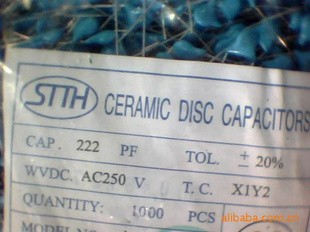 STTH CERAMIC DISC CAPACITORS
CAP. 222 PF TOL. ± 20%
WVDC. AC250 V T.C. X1Y2
QUANTITY: 1000 PCS
alibaba.com.cn